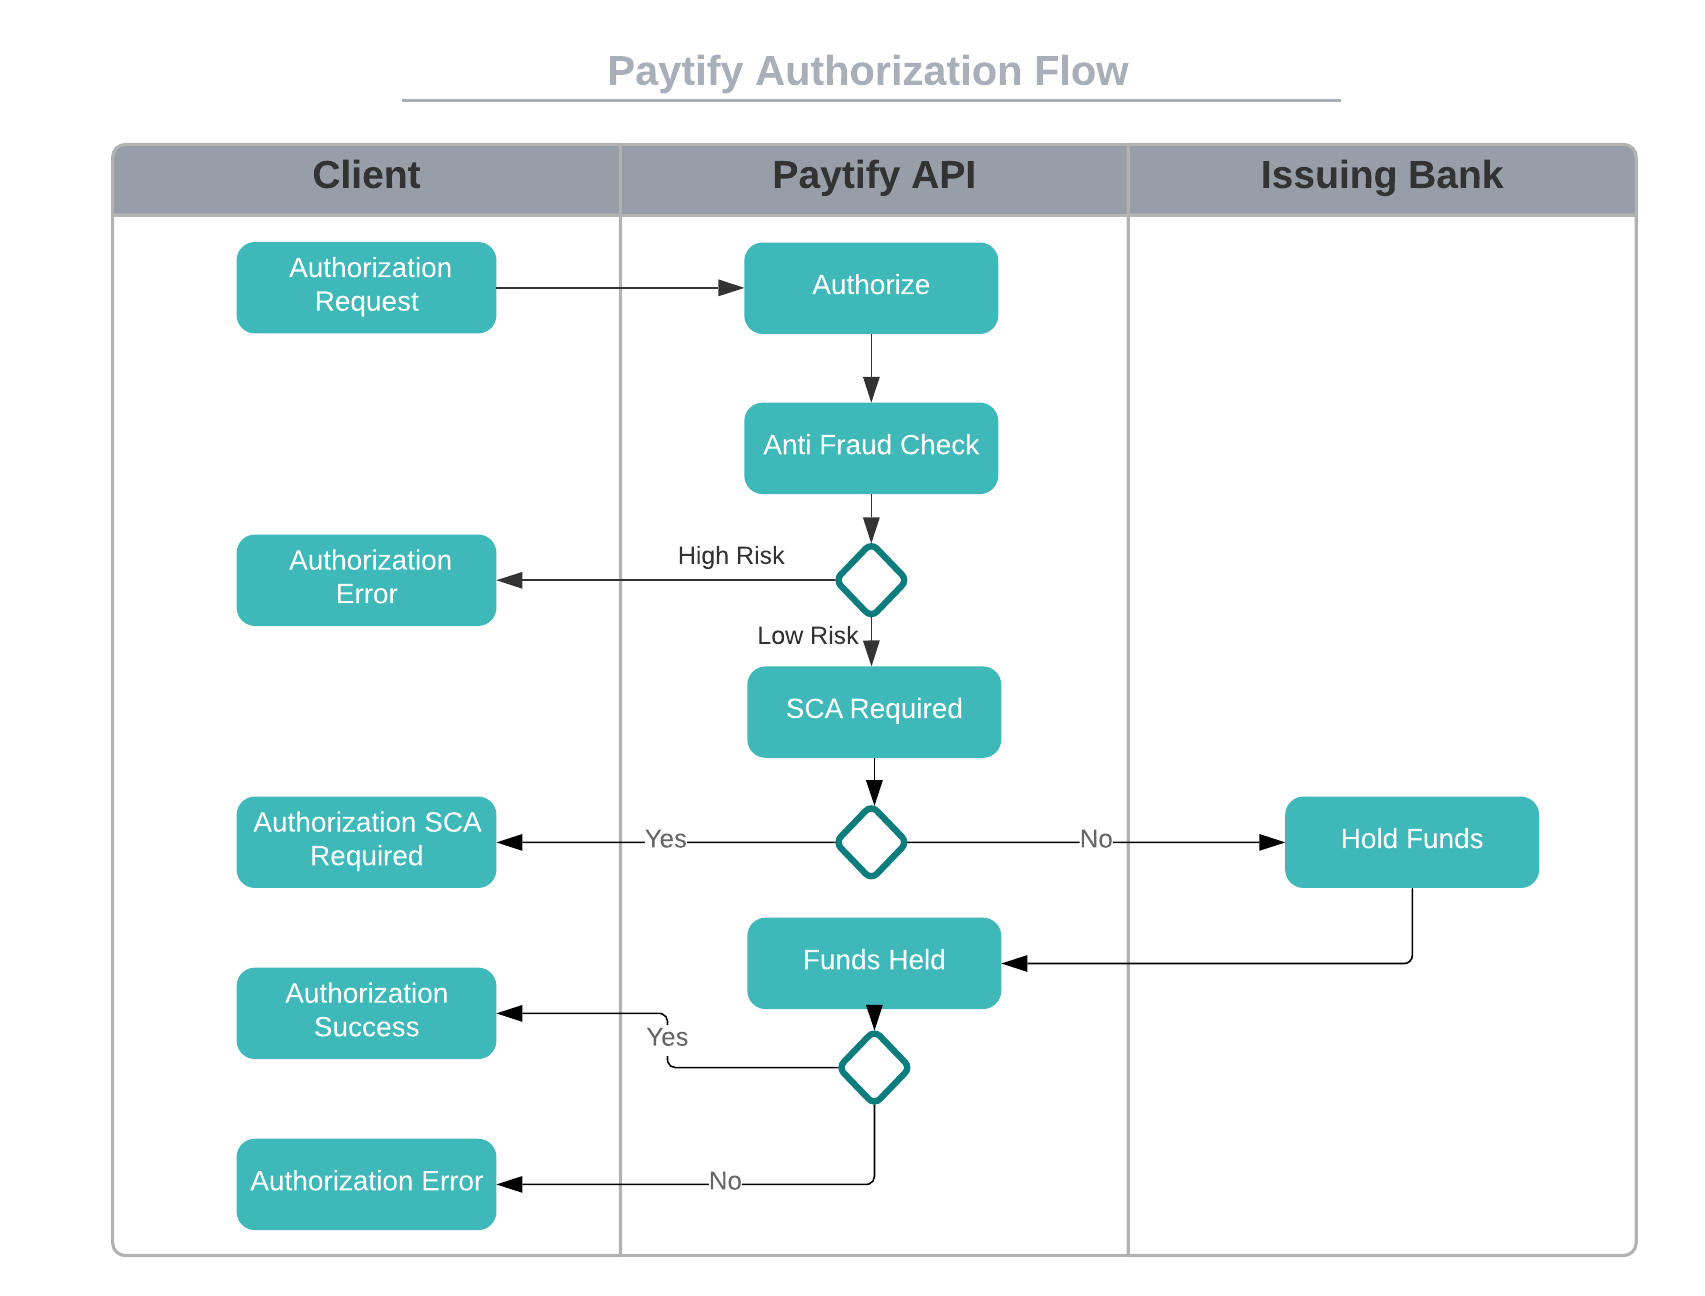 Paytify Authorization Flow
Client
Paytify API
Issuing Bank
Authorization
Request
Authorize
Anti Fraud Check
High Risk
Authorization
Error
Low Risk
SCA Required
Authorization SCA
Required
Yes
No
Hold Funds
Funds Held
Authorization
Success
Yes
Authorization Error
No